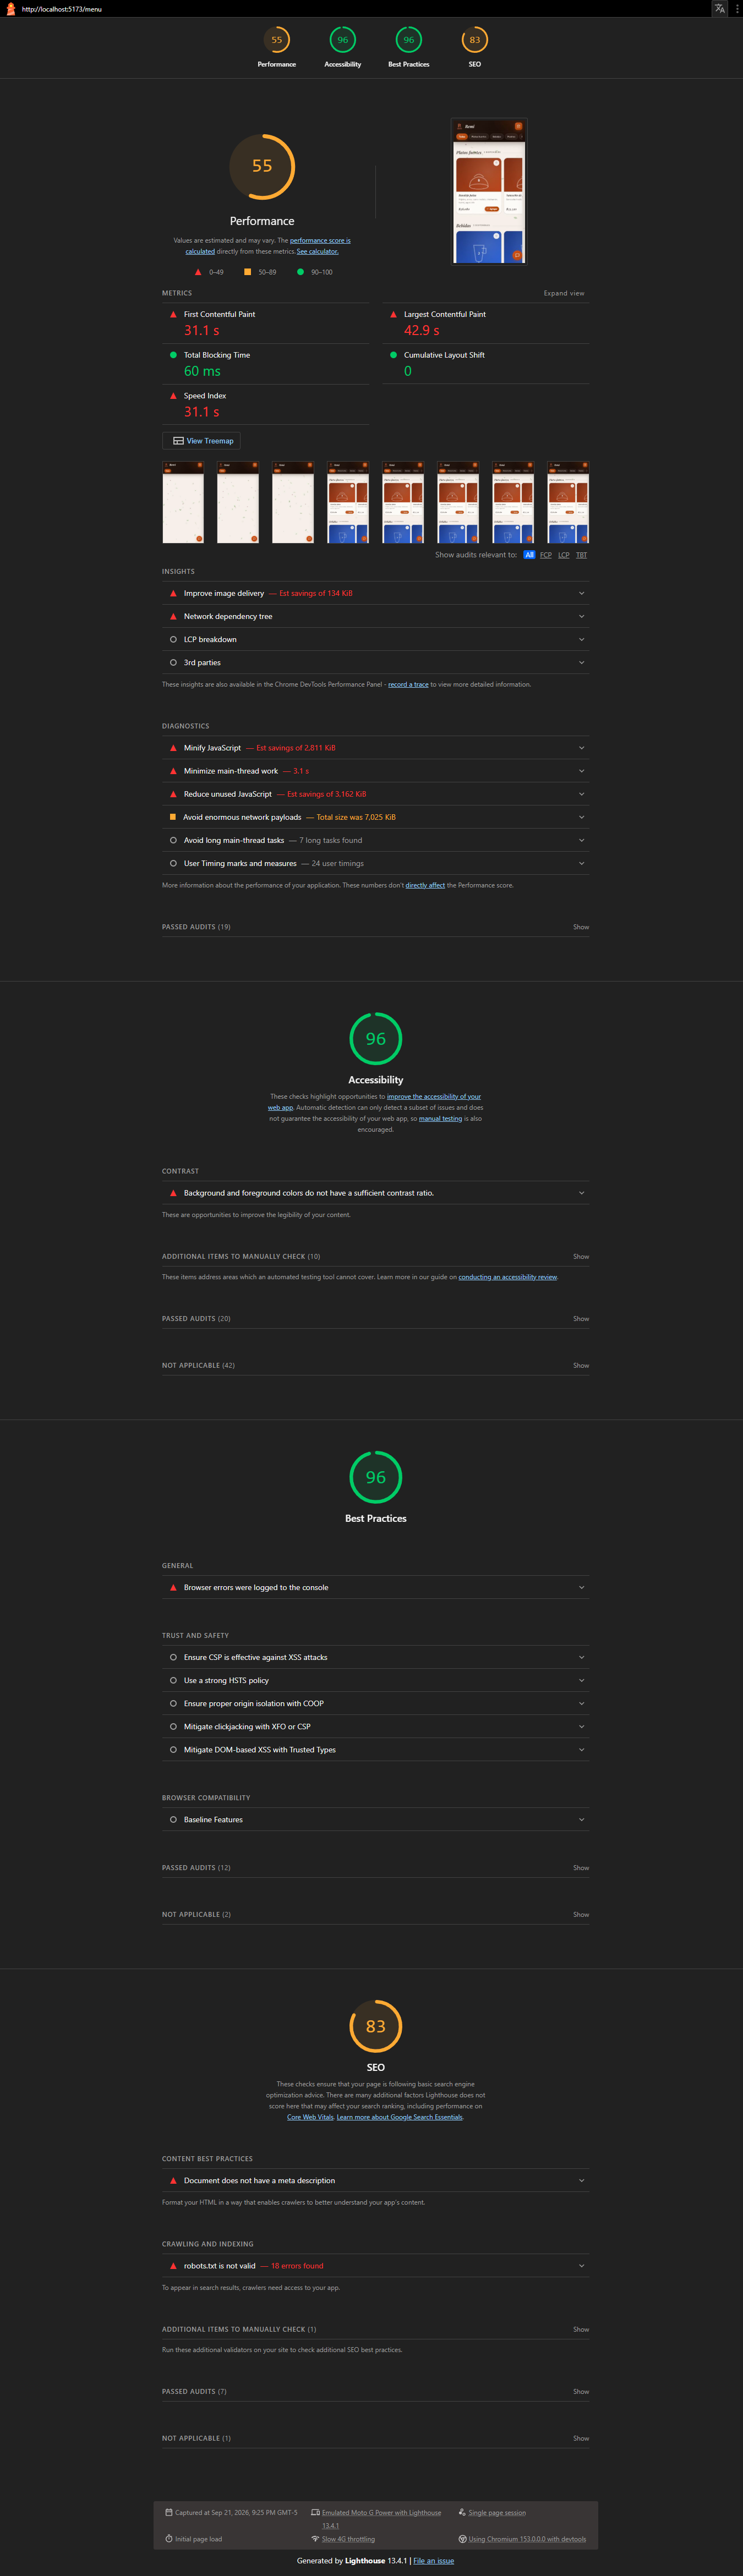 http://localhost:5173/menu
55
96
96
83
Performance
Accessibility
Best Practices
SEO
55
Performance
Values are estimated and may vary. The performance score is
calculated directly from these metrics. See calculator.
0–49
50–89
90–100
METRICS
Expand view
First Contentful Paint
31.1 s
Largest Contentful Paint
42.9 s
Total Blocking Time
60 ms
Cumulative Layout Shift
0
Speed Index
31.1 s
View Treemap
Show audits relevant to: All FCP LCP TBT
INSIGHTS
Improve image delivery — Est savings of 134 KiB
Network dependency tree
LCP breakdown
3rd parties
These insights are also available in the Chrome DevTools Performance Panel - record a trace to view more detailed information.
DIAGNOSTICS
Minify JavaScript — Est savings of 2,811 KiB
Minimize main-thread work — 3.1 s
Reduce unused JavaScript — Est savings of 3,162 KiB
Avoid enormous network payloads — Total size was 7,025 KiB
Avoid long main-thread tasks — 7 long tasks found
User Timing marks and measures — 24 user timings
More information about the performance of your application. These numbers don't directly affect the Performance score.
PASSED AUDITS (19)
Show
96
Accessibility
These checks highlight opportunities to improve the accessibility of your
web app. Automatic detection can only detect a subset of issues and does
not guarantee the accessibility of your web app, so manual testing is also
encouraged.
CONTRAST
Background and foreground colors do not have a sufficient contrast ratio.
These are opportunities to improve the legibility of your content.
ADDITIONAL ITEMS TO MANUALLY CHECK (10)
Show
These items address areas which an automated testing tool cannot cover. Learn more in our guide on conducting an accessibility review.
PASSED AUDITS (20)
Show
NOT APPLICABLE (42)
Show
96
Best Practices
GENERAL
Browser errors were logged to the console
TRUST AND SAFETY
Ensure CSP is effective against XSS attacks
Use a strong HSTS policy
Ensure proper origin isolation with COOP
Mitigate clickjacking with XFO or CSP
Mitigate DOM-based XSS with Trusted Types
BROWSER COMPATIBILITY
Baseline Features
PASSED AUDITS (12)
Show
NOT APPLICABLE (2)
Show
83
SEO
These checks ensure that your page is following basic search engine
optimization advice. There are many additional factors Lighthouse does not
score here that may affect your search ranking, including performance on
Core Web Vitals. Learn more about Google Search Essentials.
CONTENT BEST PRACTICES
Document does not have a meta description
Format your HTML in a way that enables crawlers to better understand your app's content.
CRAWLING AND INDEXING
robots.txt is not valid — 18 errors found
To appear in search results, crawlers need access to your app.
ADDITIONAL ITEMS TO MANUALLY CHECK (1)
Show
Run these additional validators on your site to check additional SEO best practices.
PASSED AUDITS (7)
Show
NOT APPLICABLE (1)
Show
Captured at Sep 21, 2026, 9:25 PM GMT-5
Emulated Moto G Power with Lighthouse
13.4.1
Single page session
Initial page load
Slow 4G throttling
Using Chromium 153.0.0.0 with devtools
Generated by Lighthouse 13.4.1 | File an issue